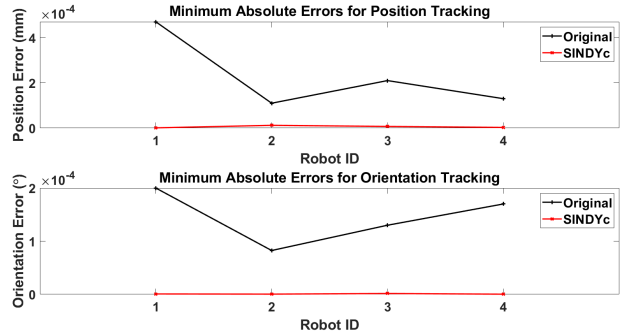 Minimum Absolute Errors for Position Tracking
×10⁻⁴
Position Error (mm)
4
2
0
1 2 3 4
Robot ID
Original
SINDYc
Minimum Absolute Errors for Orientation Tracking
×10⁻⁴
Orientation Error (°)
2
1
0
1 2 3 4
Robot ID
Original
SINDYc